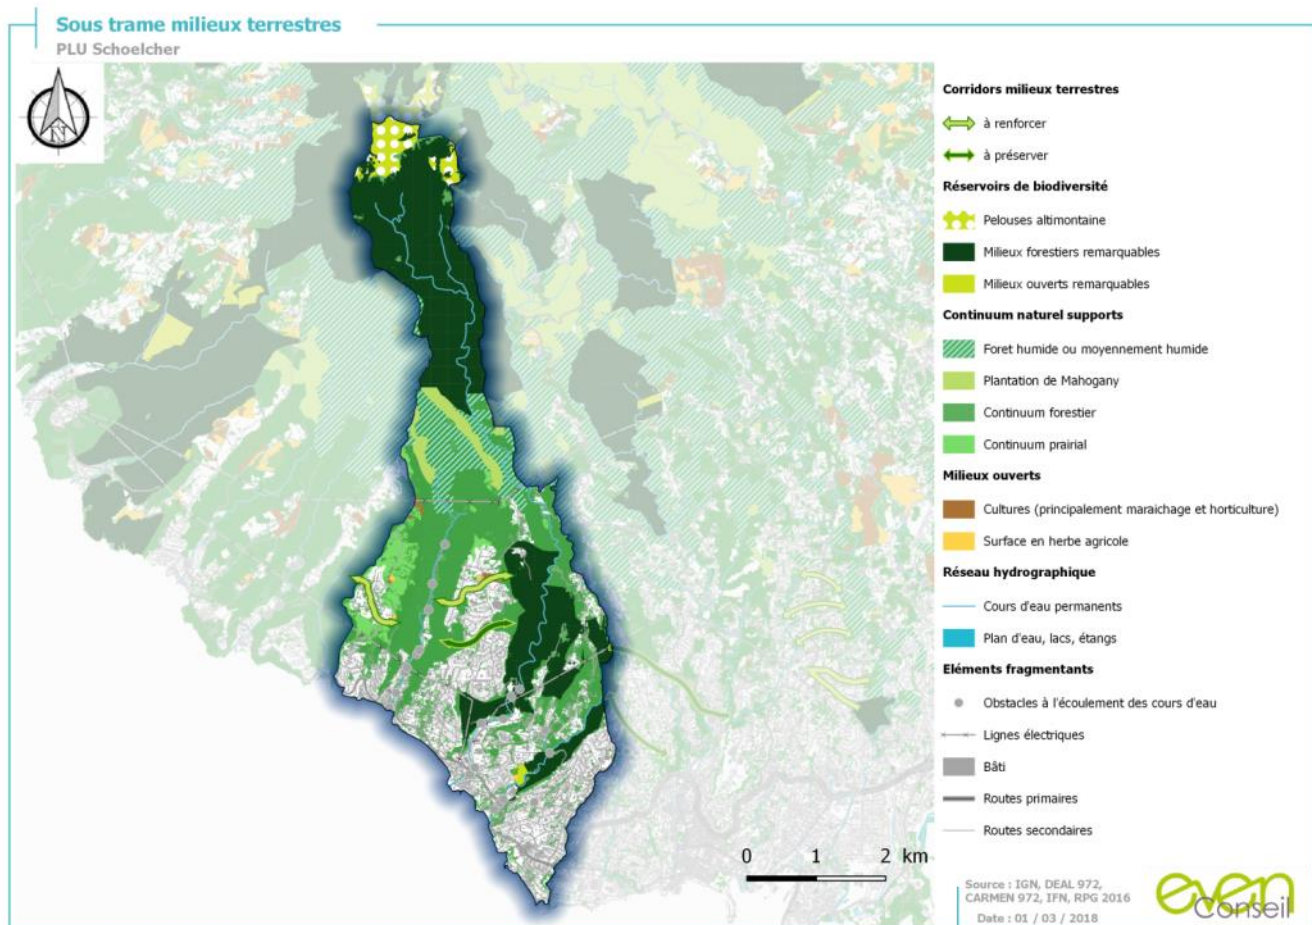 Sous trame milieux terrestres
PLU Schoelcher
N
Corridors milieux terrestres
à renforcer
à préserver
Réservoirs de biodiversité
Pelouses altimontaine
Milieux forestiers remarquables
Milieux ouverts remarquables
Continuum naturel supports
Foret humide ou moyennement humide
Plantation de Mahogany
Continuum forestier
Continuum prairial
Milieux ouverts
Cultures (principalement maraichage et horticulture)
Surface en herbe agricole
Réseau hydrographique
Cours d'eau permanents
Plan d'eau, lacs, étangs
Eléments fragmentants
Obstacles à l'écoulement des cours d'eau
Lignes électriques
Bâti
Routes primaires
Routes secondaires
0 1 2 km
Source : IGN, DEAL 972,
CARMEN 972, IFN, RPG 2016
Date : 01 / 03 / 2018
even
Conseil